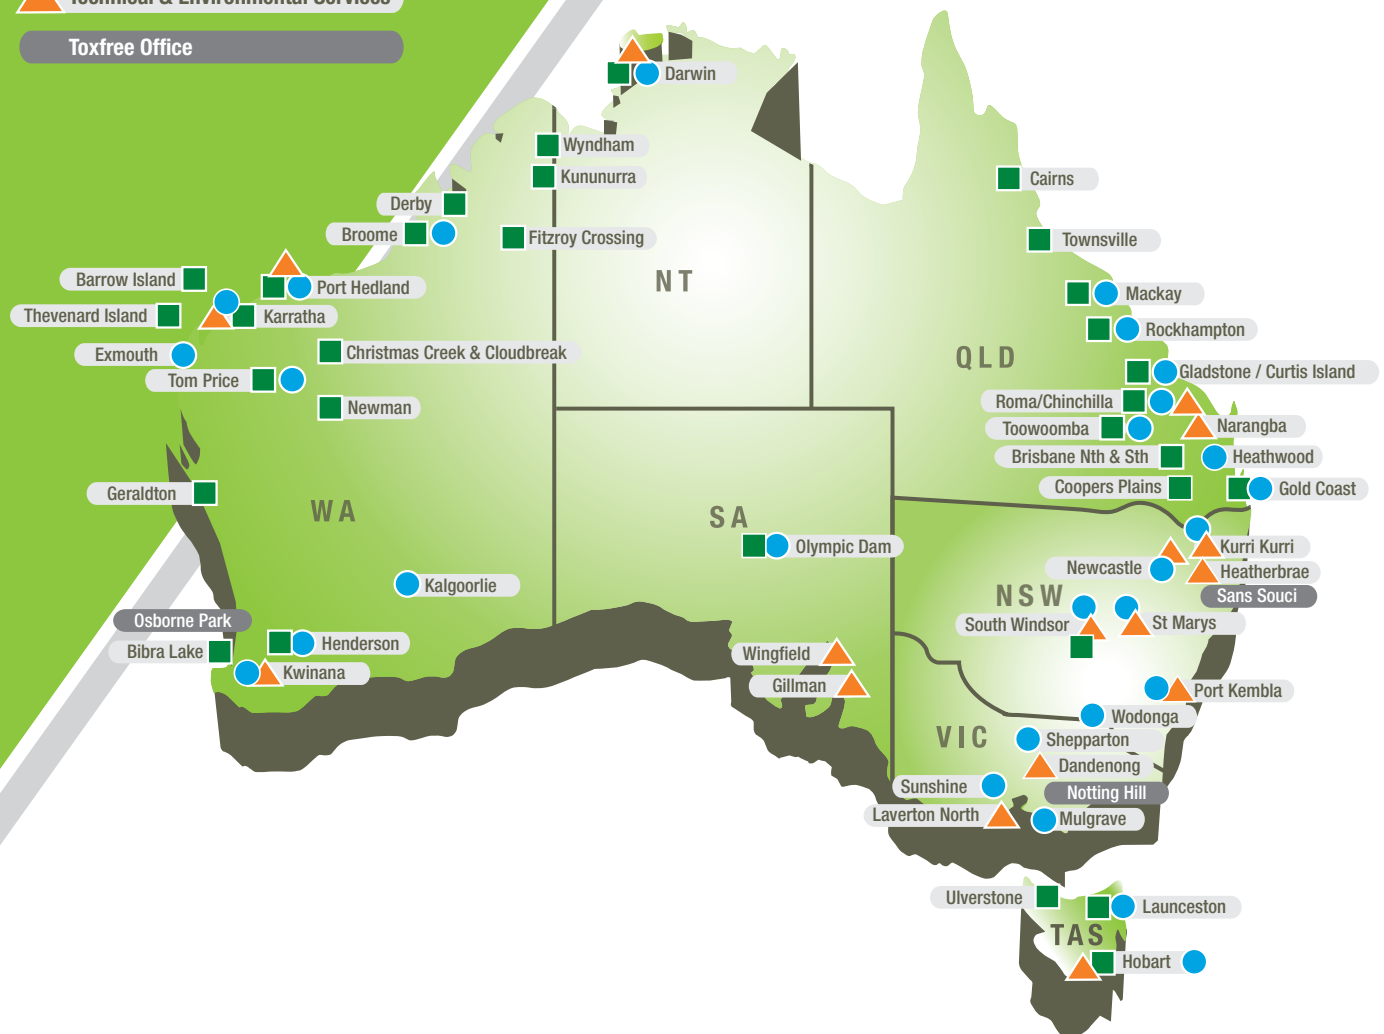 Technical & Environmental Services
Toxfree Office
Darwin
Wyndham
Kununurra
Cairns
Derby
Broome
Fitzroy Crossing
Townsville
NT
Barrow Island
Port Hedland
Mackay
Thevenard Island
Karratha
Rockhampton
Exmouth
Christmas Creek & Cloudbreak
QLD
Gladstone / Curtis Island
Tom Price
Roma/Chinchilla
Newman
Narangba
Toowoomba
Brisbane Nth & Sth
Heathwood
Geraldton
Coopers Plains
Gold Coast
WA
SA
Olympic Dam
Kurri Kurri
Newcastle
Heatherbrae
Kalgoorlie
NSW
Sans Souci
Osborne Park
South Windsor
St Marys
Bibra Lake
Henderson
Wingfield
Kwinana
Gillman
Port Kembla
Wodonga
VIC
Shepparton
Dandenong
Sunshine
Notting Hill
Laverton North
Mulgrave
Ulverstone
Launceston
TAS
Hobart